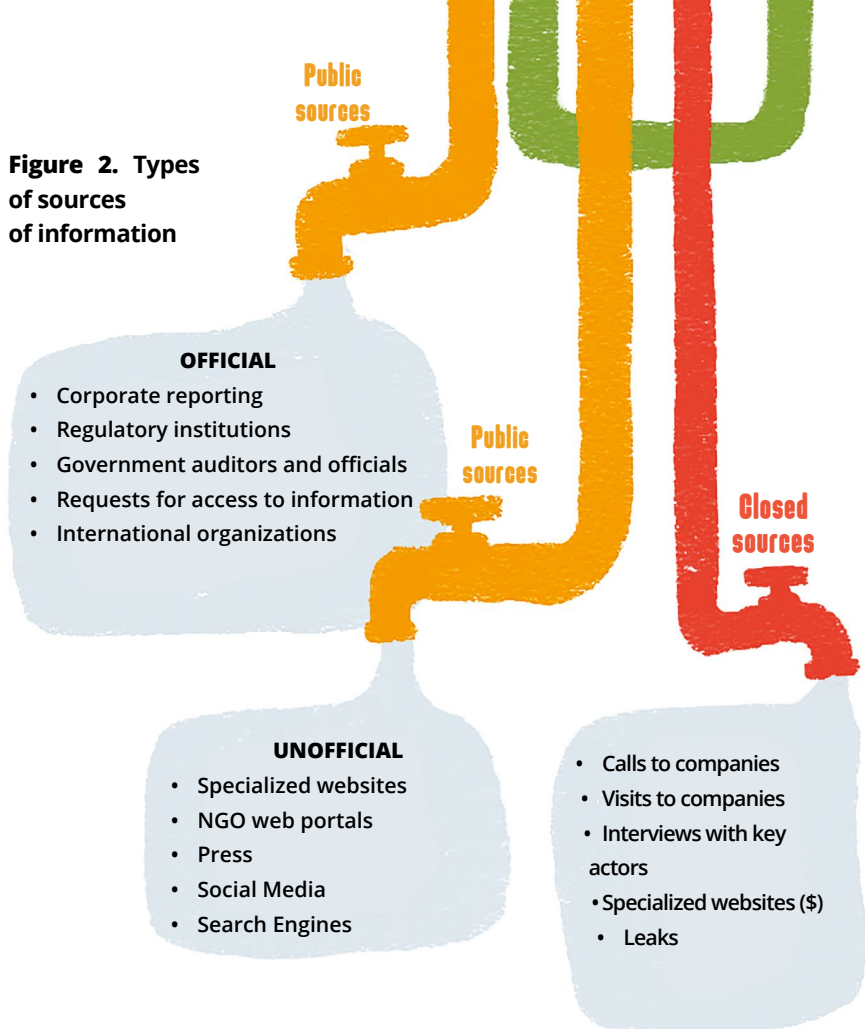 Public
sources
Figure 2. Types
of sources
of information
OFFICIAL
• Corporate reporting
• Regulatory institutions
• Government auditors and officials
• Requests for access to information
• International organizations
Public
sources
Closed
sources
UNOFFICIAL
• Specialized websites
• NGO web portals
• Press
• Social Media
• Search Engines
• Calls to companies
• Visits to companies
• Interviews with key
actors
• Specialized websites ($)
• Leaks